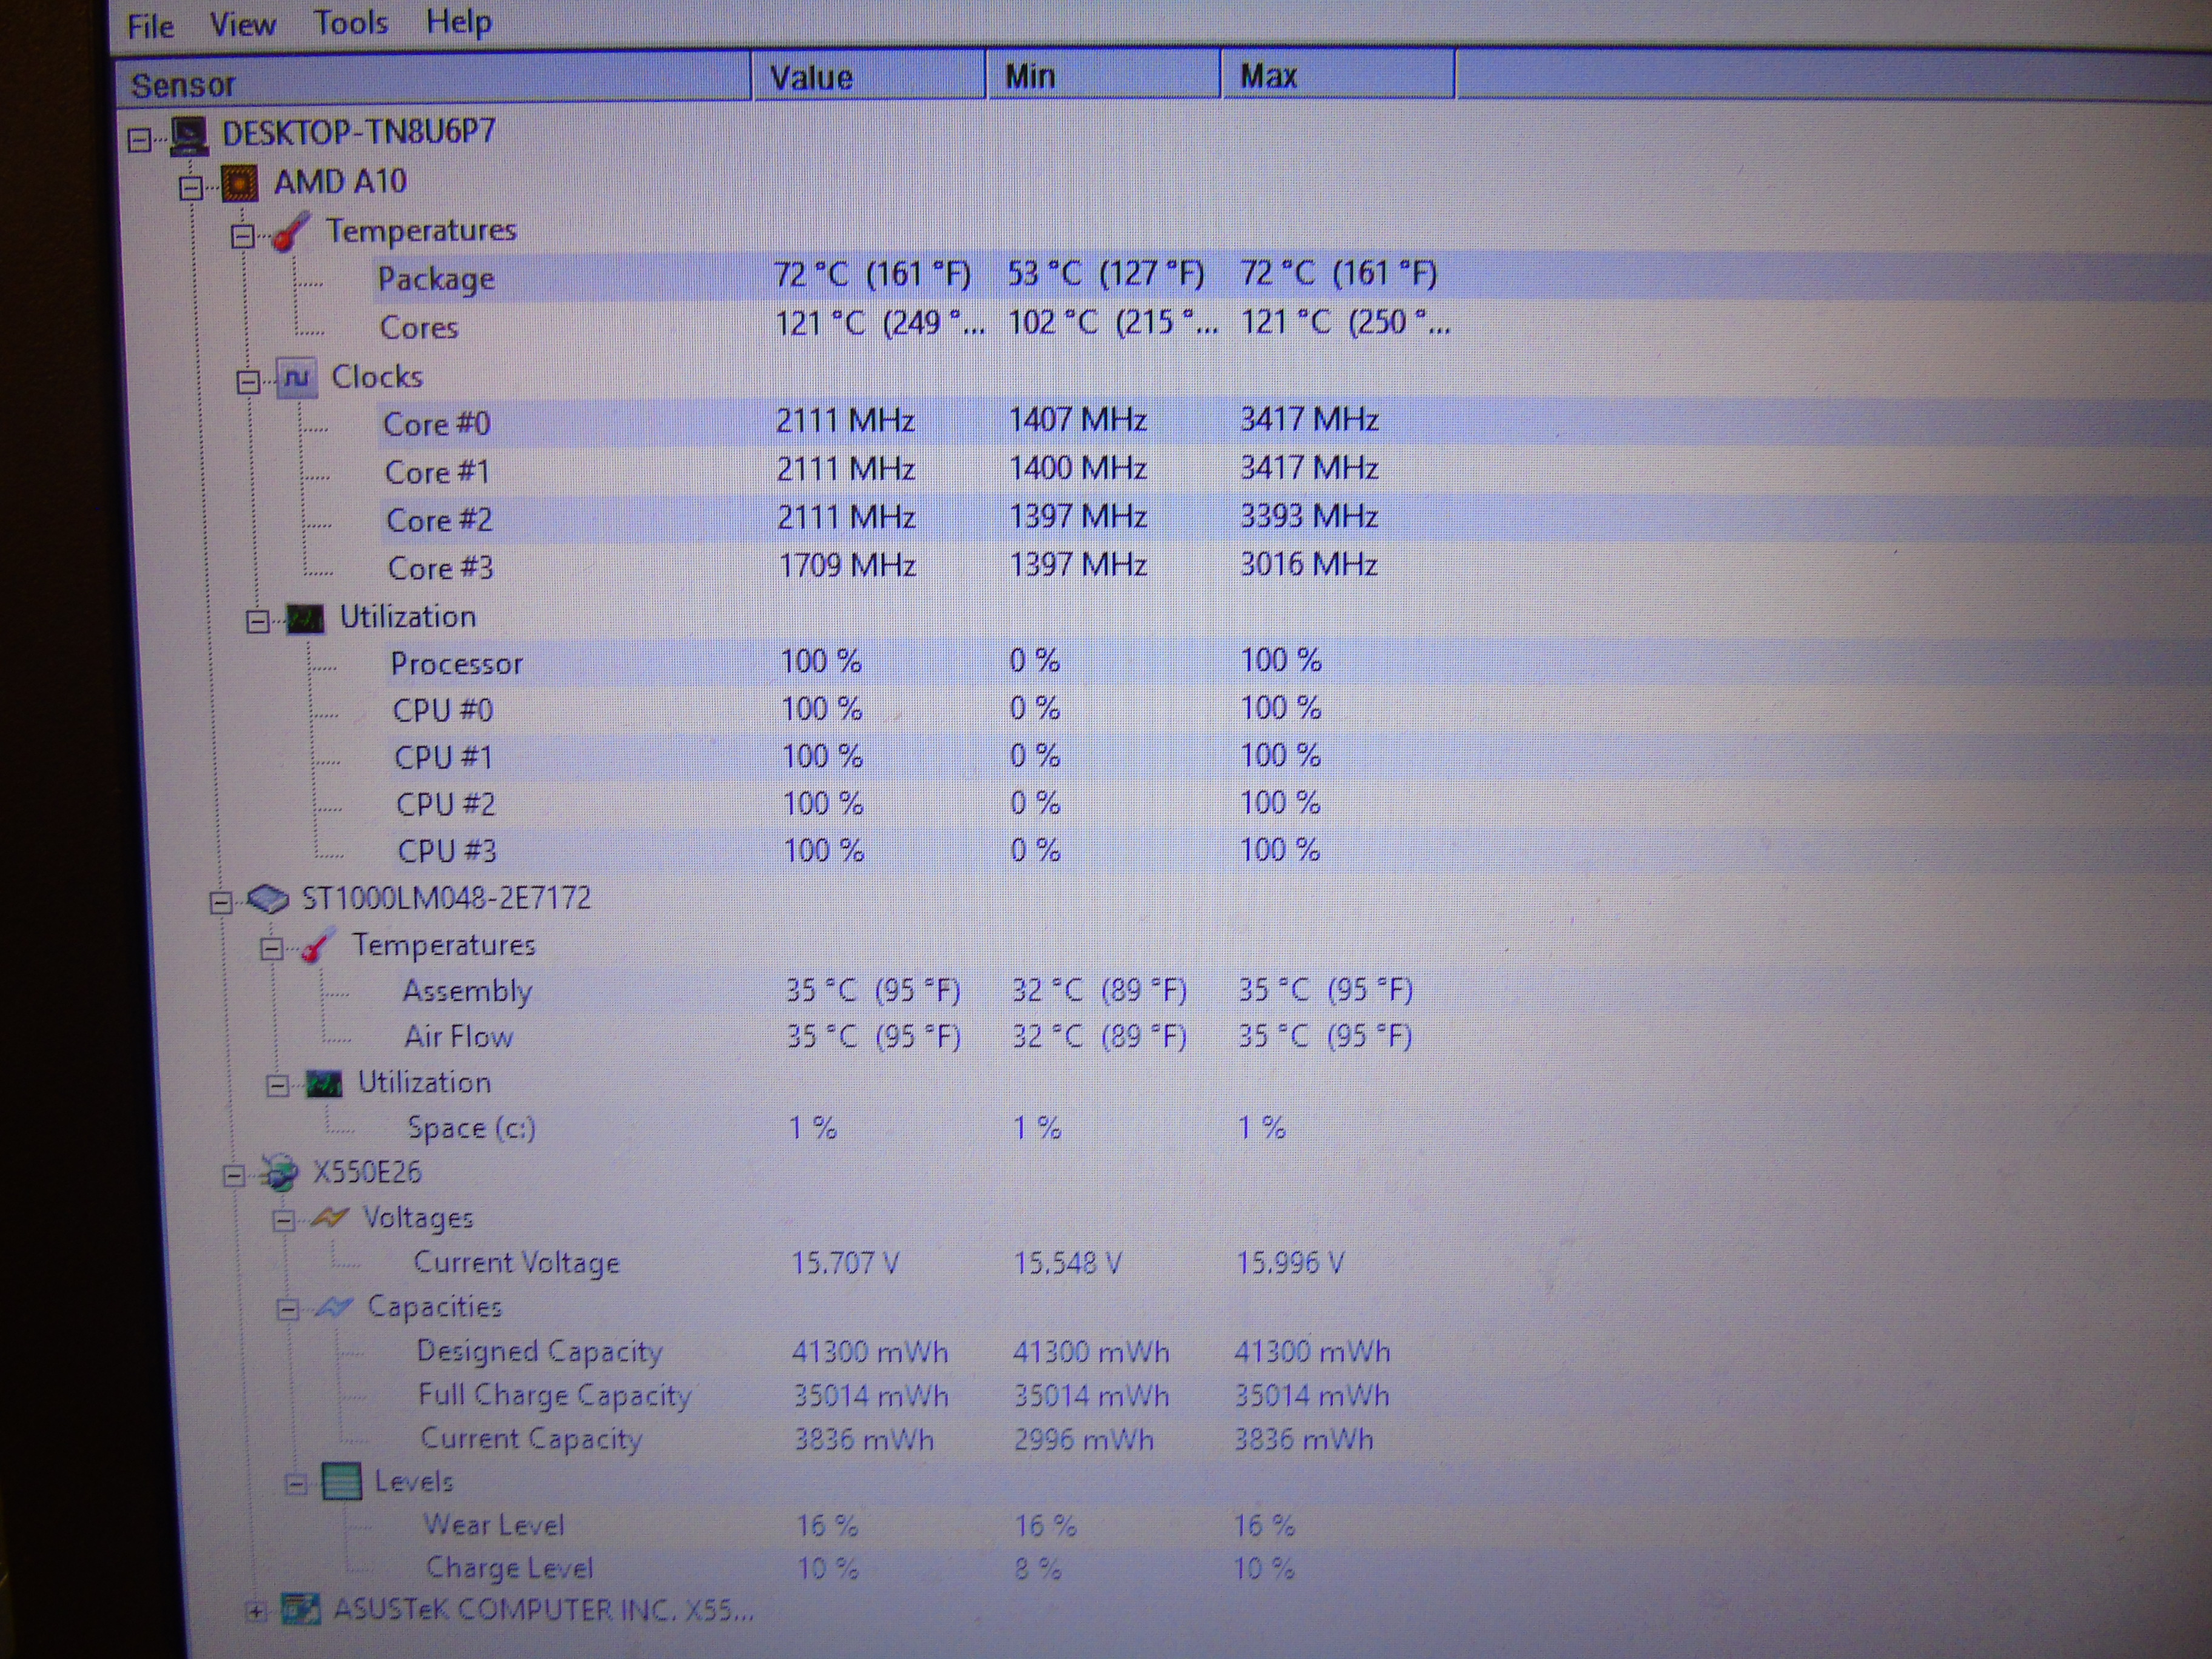 File View Tools Help
Sensor Value Min Max
DESKTOP-TN8U6P7
AMD A10
Temperatures
Package 72 °C (161 °F) 53 °C (127 °F) 72 °C (161 °F)
Cores 121 °C (249 °... 102 °C (215 °... 121 °C (250 °...
Clocks
Core #0 2111 MHz 1407 MHz 3417 MHz
Core #1 2111 MHz 1400 MHz 3417 MHz
Core #2 2111 MHz 1397 MHz 3393 MHz
Core #3 1709 MHz 1397 MHz 3016 MHz
Utilization
Processor 100 % 0 % 100 %
CPU #0 100 % 0 % 100 %
CPU #1 100 % 0 % 100 %
CPU #2 100 % 0 % 100 %
CPU #3 100 % 0 % 100 %
ST1000LM048-2E7172
Temperatures
Assembly 35 °C (95 °F) 32 °C (89 °F) 35 °C (95 °F)
Air Flow 35 °C (95 °F) 32 °C (89 °F) 35 °C (95 °F)
Utilization
Space (c:) 1 % 1 % 1 %
X550E26
Voltages
Current Voltage 15.707 V 15.548 V 15.996 V
Capacities
Designed Capacity 41300 mWh 41300 mWh 41300 mWh
Full Charge Capacity 35014 mWh 35014 mWh 35014 mWh
Current Capacity 3836 mWh 2996 mWh 3836 mWh
Levels
Wear Level 16 % 16 % 16 %
Charge Level 10 % 8 % 10 %
ASUSTeK COMPUTER INC. X55...